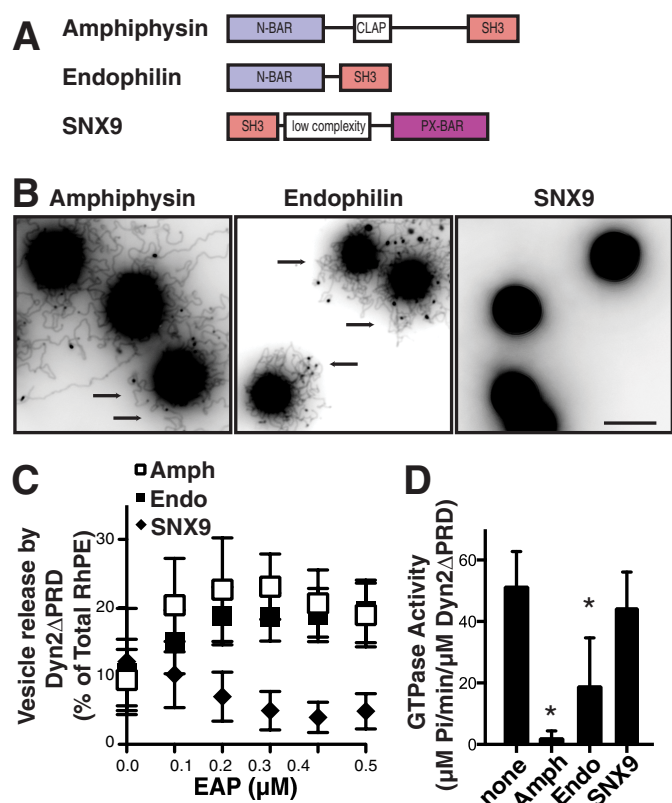 A
Amphiphysin
N-BAR CLAP SH3
Endophilin
N-BAR SH3
SNX9
SH3 low complexity PX-BAR
B
Amphiphysin Endophilin SNX9
C
Amph
Endo
SNX9
Vesicle release by
Dyn2ΔPRD
(% of Total RhPE)
30
20
10
0
0.0 0.1 0.2 0.3 0.4 0.5
EAP (μM)
D
GTPase Activity
(μM Pi/min/μM Dyn2ΔPRD)
60
40
20
0
* *
none Amph Endo SNX9